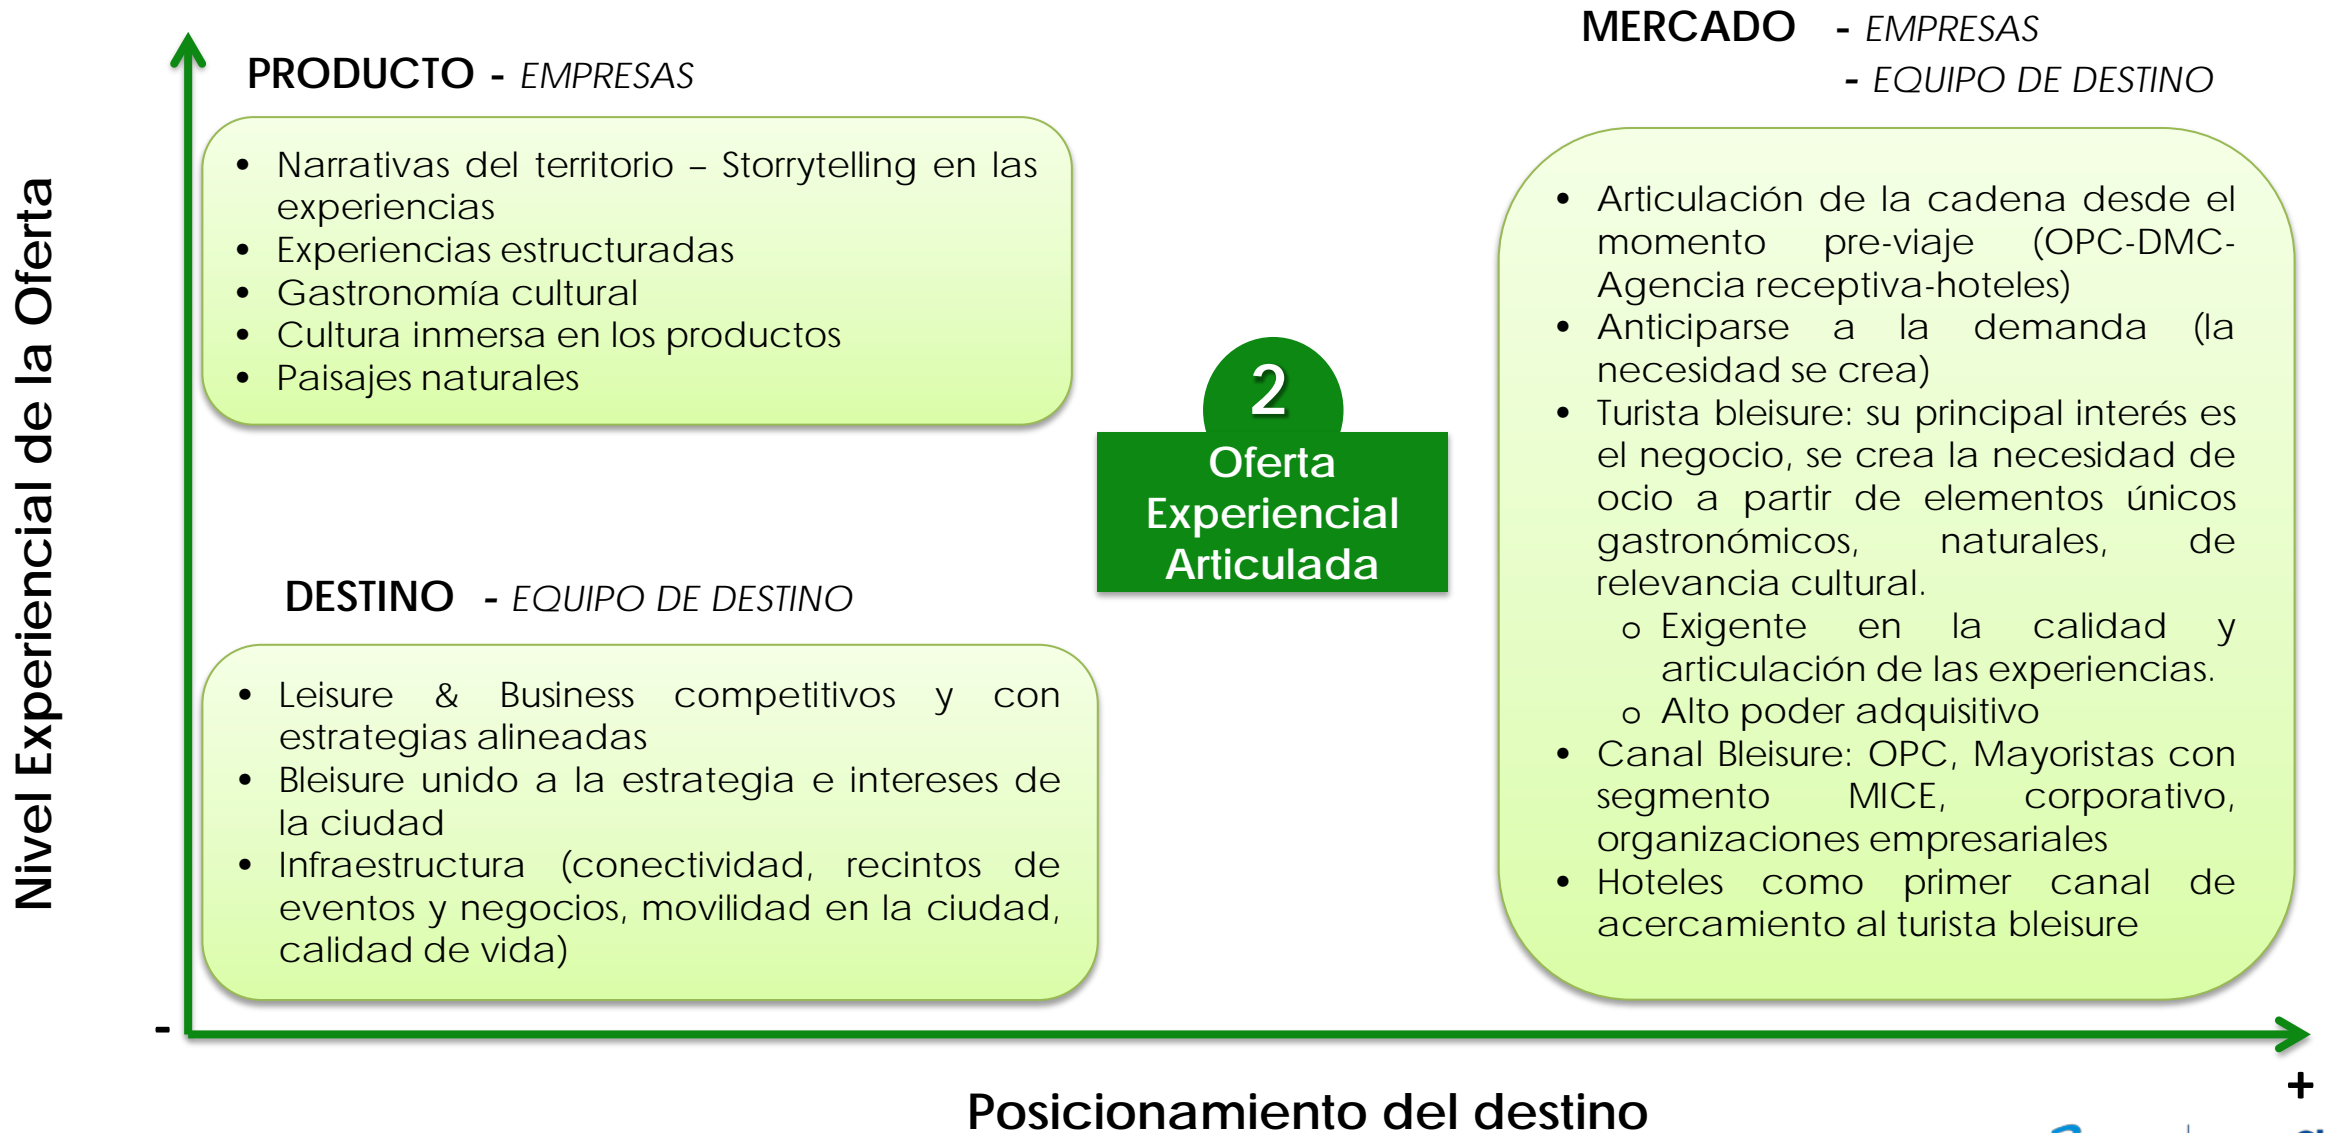 PRODUCTO - EMPRESAS
• Narrativas del territorio – Storrytelling en las
experiencias
• Experiencias estructuradas
• Gastronomía cultural
• Cultura inmersa en los productos
• Paisajes naturales
DESTINO - EQUIPO DE DESTINO
• Leisure & Business competitivos y con
estrategias alineadas
• Bleisure unido a la estrategia e intereses de
la ciudad
• Infraestructura (conectividad, recintos de
eventos y negocios, movilidad en la ciudad,
calidad de vida)
2
Oferta
Experiencial
Articulada
MERCADO - EMPRESAS
- EQUIPO DE DESTINO
• Articulación de la cadena desde el
momento pre-viaje (OPC-DMC-
Agencia receptiva-hoteles)
• Anticiparse a la demanda (la
necesidad se crea)
• Turista bleisure: su principal interés es
el negocio, se crea la necesidad de
ocio a partir de elementos únicos
gastronómicos, naturales, de
relevancia cultural.
o Exigente en la calidad y
articulación de las experiencias.
o Alto poder adquisitivo
• Canal Bleisure: OPC, Mayoristas con
segmento MICE, corporativo,
organizaciones empresariales
• Hoteles como primer canal de
acercamiento al turista bleisure
Nivel Experiencial de la Oferta
-
+
Posicionamiento del destino